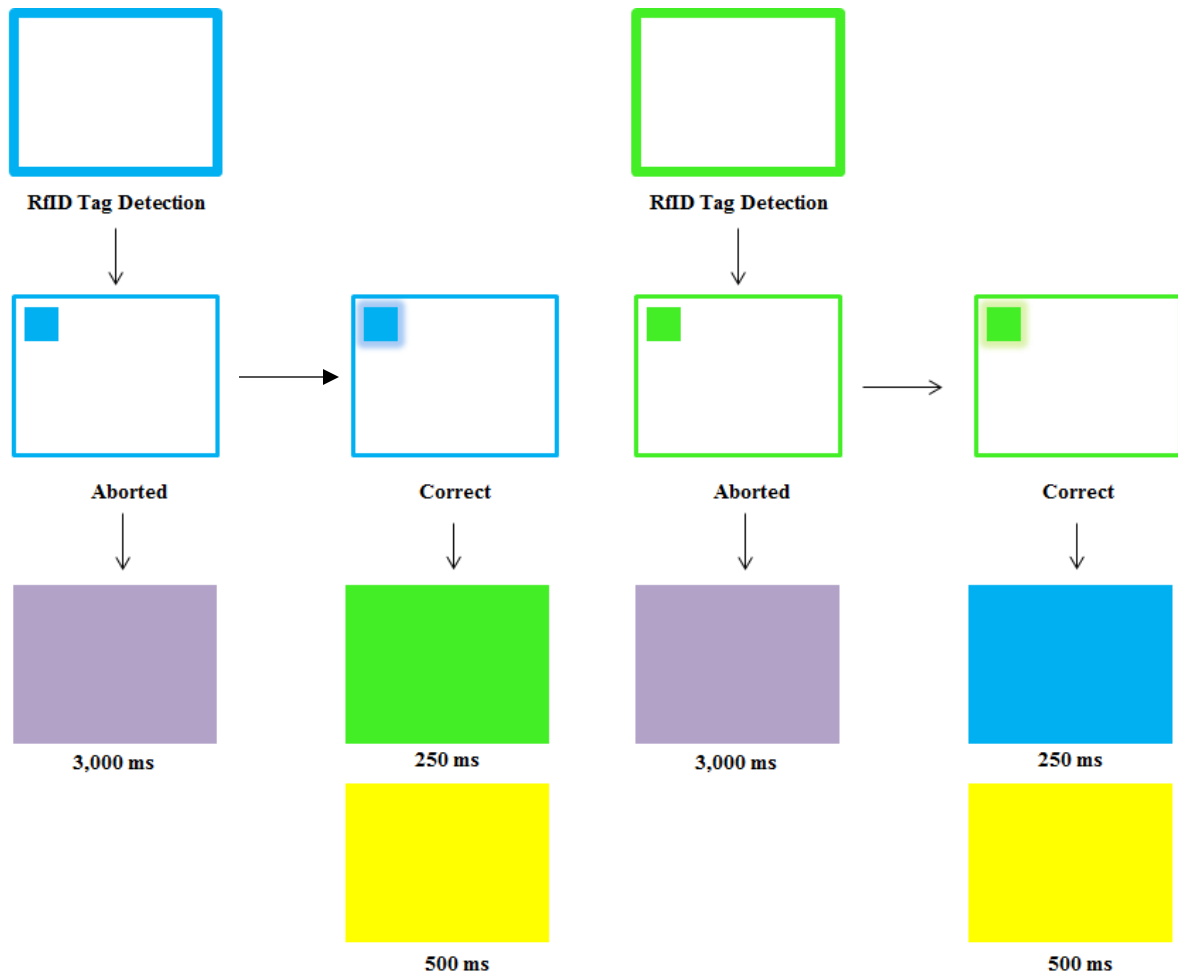 RfID Tag Detection
RfID Tag Detection
Aborted
Correct
Aborted
Correct
3,000 ms
250 ms
3,000 ms
250 ms
500 ms
500 ms